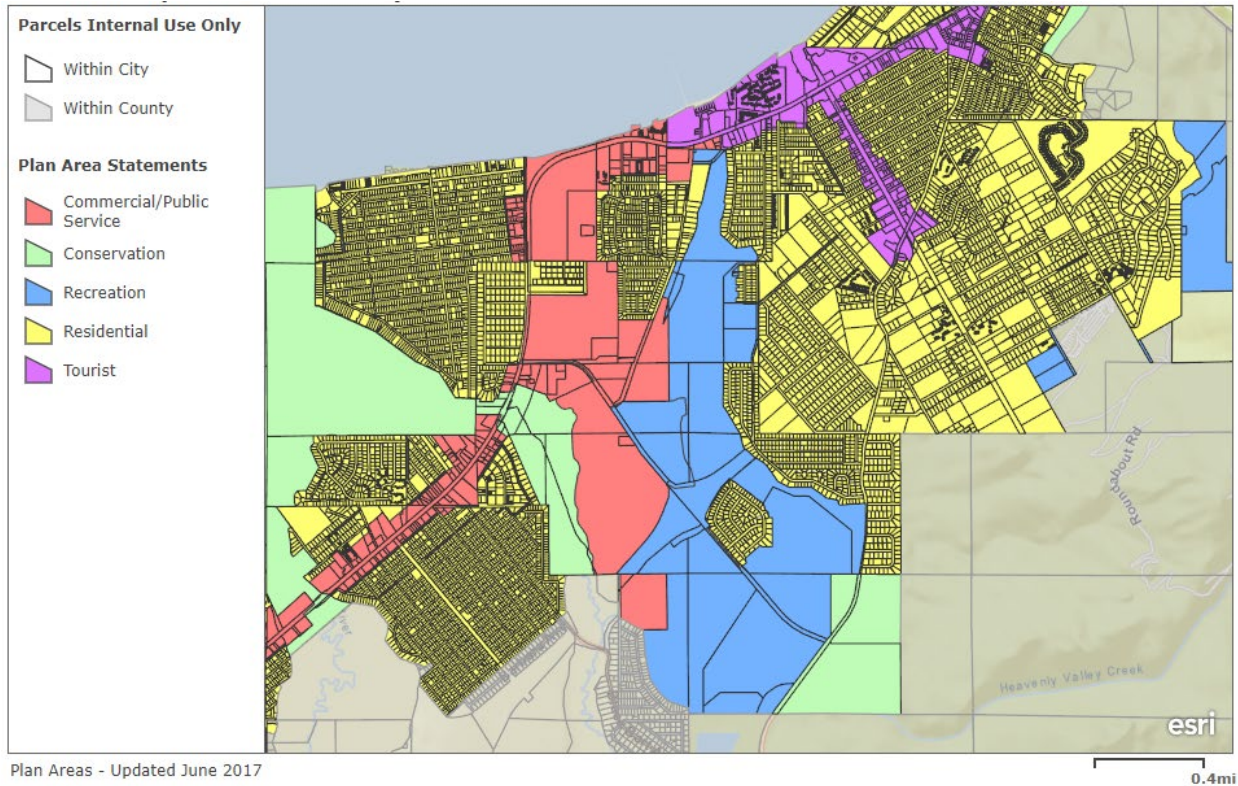 Parcels Internal Use Only
Within City
Within County
Plan Area Statements
Commercial/Public
Service
Conservation
Recreation
Residential
Tourist
Roundabout Rd
Heavenly Valley Creek
esri
Plan Areas - Updated June 2017
0.4mi